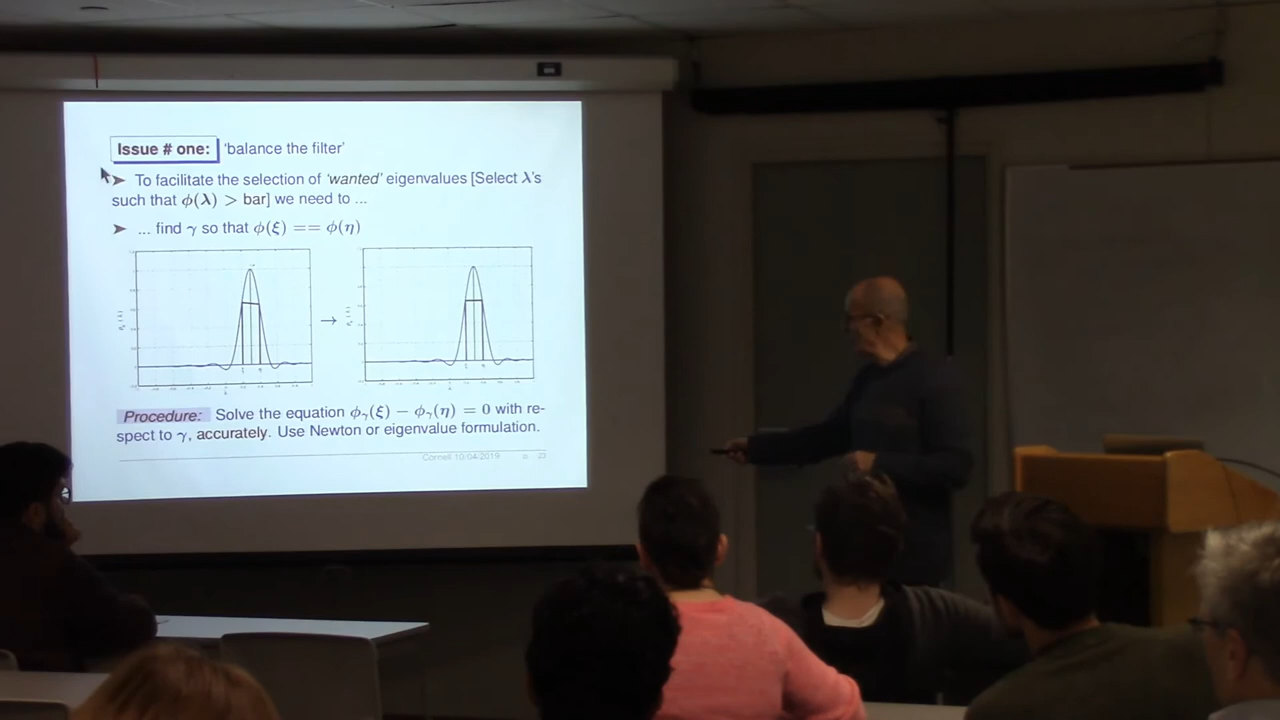 Issue # one: 'balance the filter'
➤ To facilitate the selection of 'wanted' eigenvalues [Select λ's
such that ϕ(λ) > bar] we need to ...
➤ ... find γ so that ϕ(ξ) == ϕ(η)
→
Procedure: Solve the equation ϕγ(ξ) − ϕγ(η) = 0 with re-
spect to γ, accurately. Use Newton or eigenvalue formulation.
Cornell 10/04/2019 23